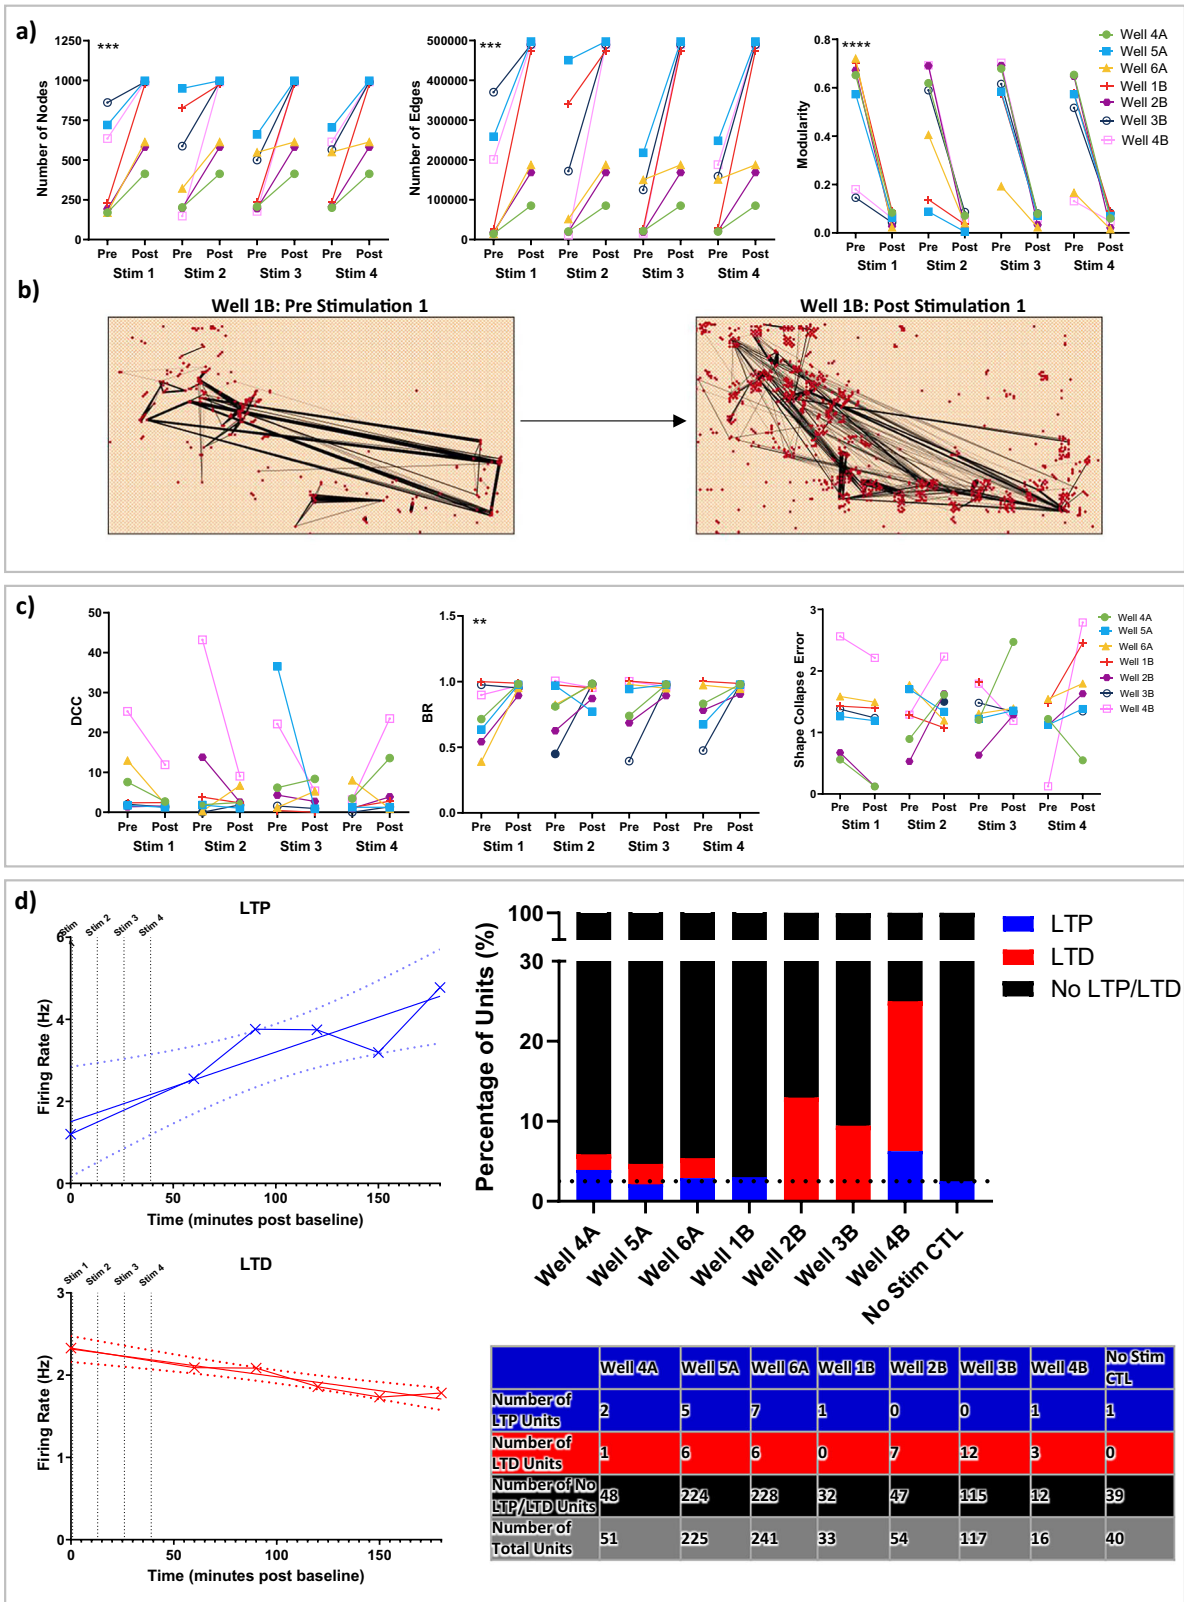 a)
Number of Nodes
1250
1000
750
500
250
0
***
Pre Post Pre Post Pre Post Pre Post
Stim 1 Stim 2 Stim 3 Stim 4
Number of Edges
500000
400000
300000
200000
100000
0
***
Pre Post Pre Post Pre Post Pre Post
Stim 1 Stim 2 Stim 3 Stim 4
Modularity
0.8
0.6
0.4
0.2
0.0
****
Pre Post Pre Post Pre Post Pre Post
Stim 1 Stim 2 Stim 3 Stim 4
Well 4A
Well 5A
Well 6A
Well 1B
Well 2B
Well 3B
Well 4B
b)
Well 1B: Pre Stimulation 1
Well 1B: Post Stimulation 1
c)
DCC
50
40
30
20
10
0
Pre Post Pre Post Pre Post Pre Post
Stim 1 Stim 2 Stim 3 Stim 4
BR
1.5
1.0
0.5
0.0
**
Pre Post Pre Post Pre Post Pre Post
Stim 1 Stim 2 Stim 3 Stim 4
Shape Collapse Error
3
2
1
0
Pre Post Pre Post Pre Post Pre Post
Stim 1 Stim 2 Stim 3 Stim 4
Well 4A
Well 5A
Well 6A
Well 1B
Well 2B
Well 3B
Well 4B
d)
LTP
Stim 1 Stim 2 Stim 3 Stim 4
Firing Rate (Hz)
6
4
2
0
0 50 100 150
Time (minutes post baseline)
LTD
Stim 1 Stim 2 Stim 3 Stim 4
Firing Rate (Hz)
3
2
1
0
0 50 100 150
Time (minutes post baseline)
Percentage of Units (%)
100
30
20
10
0
Well 4A Well 5A Well 6A Well 1B Well 2B Well 3B Well 4B No Stim CTL
LTP
LTD
No LTP/LTD
Well 4A Well 5A Well 6A Well 1B Well 2B Well 3B Well 4B No Stim CTL
Number of LTP Units 2 5 7 1 0 0 1 1
Number of LTD Units 1 6 6 0 7 12 3 0
Number of No LTP/LTD Units 48 224 228 32 47 115 12 39
Number of Total Units 51 225 241 33 54 117 16 40